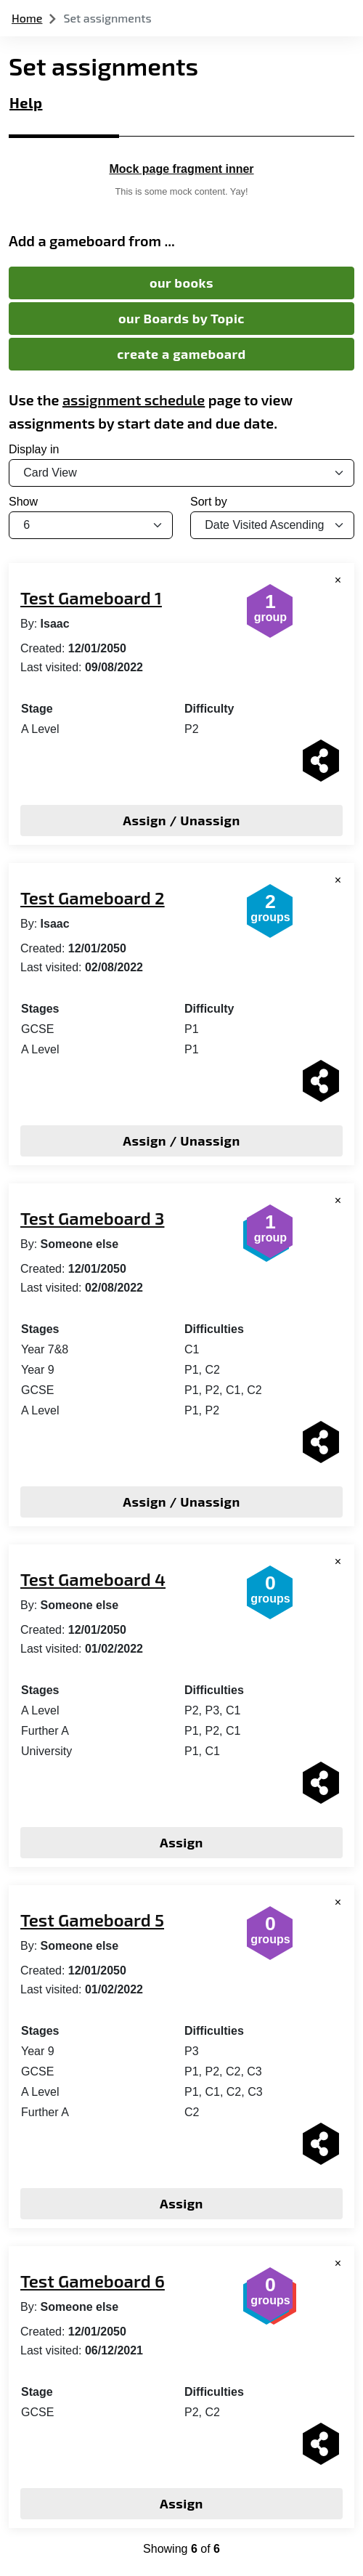 Home > Set assignments
Set assignments
Help
Mock page fragment inner
This is some mock content. Yay!
Add a gameboard from ...
our books
our Boards by Topic
create a gameboard
Use the assignment schedule page to view
assignments by start date and due date.
Display in
Card View
Show Sort by
6 Date Visited Ascending
×
Test Gameboard 1
1
group
By: Isaac
Created: 12/01/2050
Last visited: 09/08/2022
Stage Difficulty
A Level P2
Assign / Unassign
×
Test Gameboard 2
2
groups
By: Isaac
Created: 12/01/2050
Last visited: 02/08/2022
Stages Difficulty
GCSE P1
A Level P1
Assign / Unassign
×
Test Gameboard 3
1
group
By: Someone else
Created: 12/01/2050
Last visited: 02/08/2022
Stages Difficulties
Year 7&8 C1
Year 9 P1, C2
GCSE P1, P2, C1, C2
A Level P1, P2
Assign / Unassign
×
Test Gameboard 4
0
groups
By: Someone else
Created: 12/01/2050
Last visited: 01/02/2022
Stages Difficulties
A Level P2, P3, C1
Further A P1, P2, C1
University P1, C1
Assign
×
Test Gameboard 5
0
groups
By: Someone else
Created: 12/01/2050
Last visited: 01/02/2022
Stages Difficulties
Year 9 P3
GCSE P1, P2, C2, C3
A Level P1, C1, C2, C3
Further A C2
Assign
×
Test Gameboard 6
0
groups
By: Someone else
Created: 12/01/2050
Last visited: 06/12/2021
Stage Difficulties
GCSE P2, C2
Assign
Showing 6 of 6